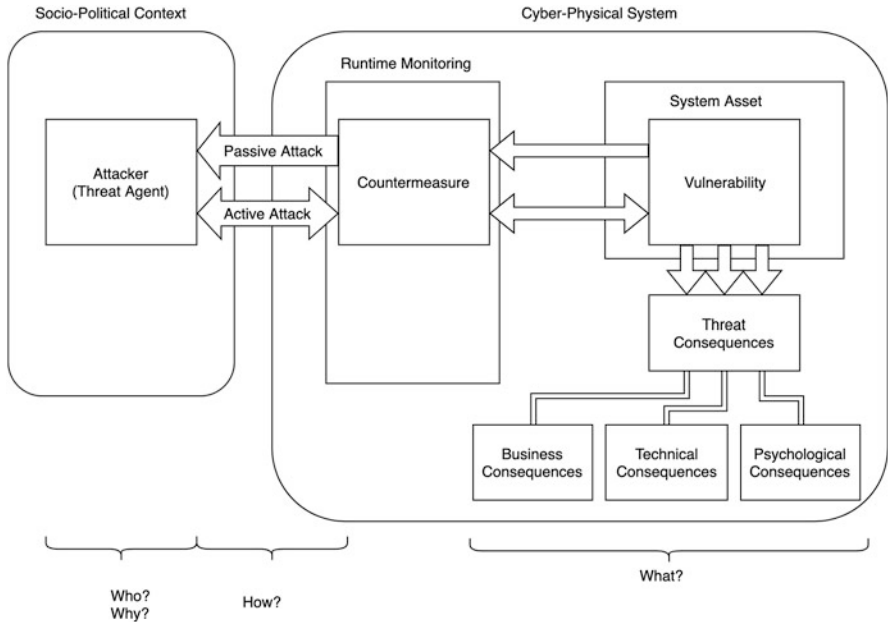 Socio-Political Context
Cyber-Physical System
Runtime Monitoring
System Asset
Attacker
(Threat Agent)
Passive Attack
Active Attack
Countermeasure
Vulnerability
Threat
Consequences
Business
Consequences
Technical
Consequences
Psychological
Consequences
Who?
Why?
How?
What?